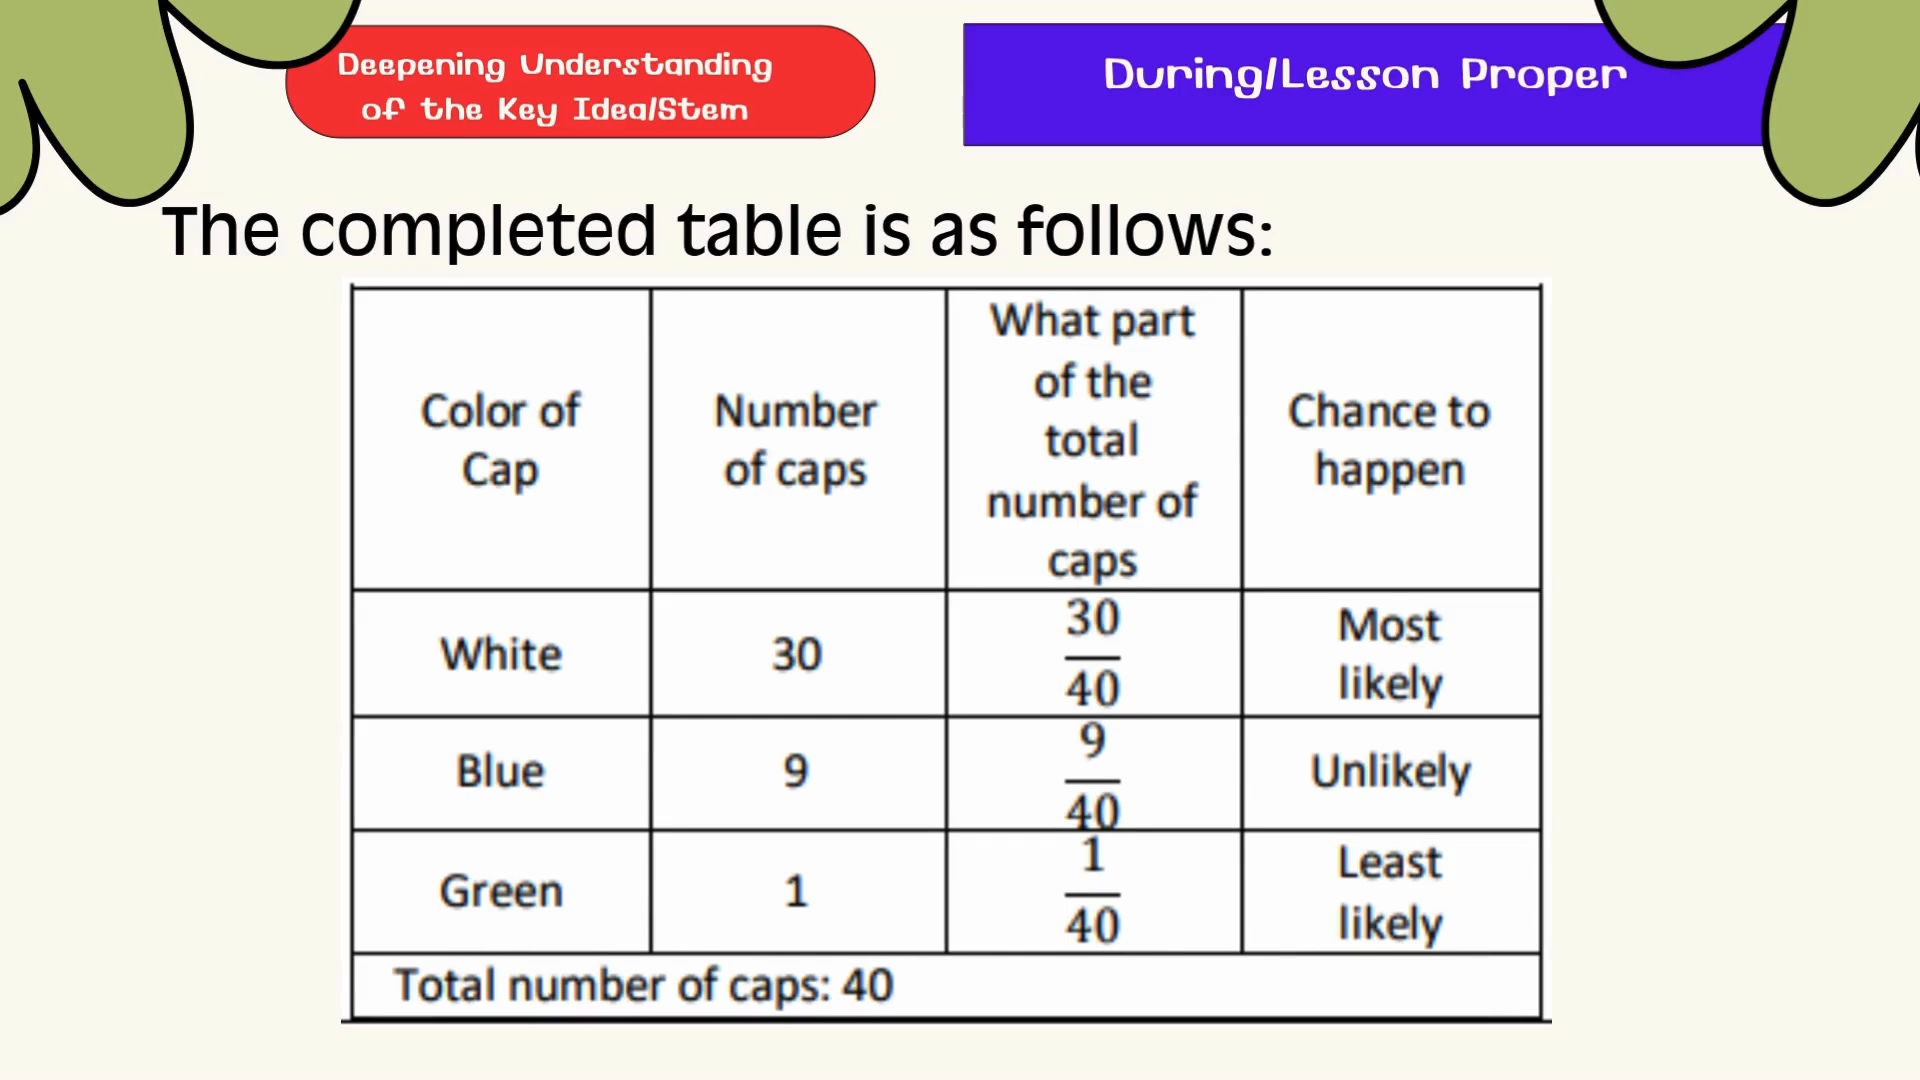 Deepening Understanding
of the Key Idea/Stem
During/Lesson Proper
The completed table is as follows:
Color of
Cap
Number
of caps
What part
of the
total
number of
caps
Chance to
happen
White
30
30
40
Most
likely
Blue
9
9
40
Unlikely
Green
1
1
40
Least
likely
Total number of caps: 40